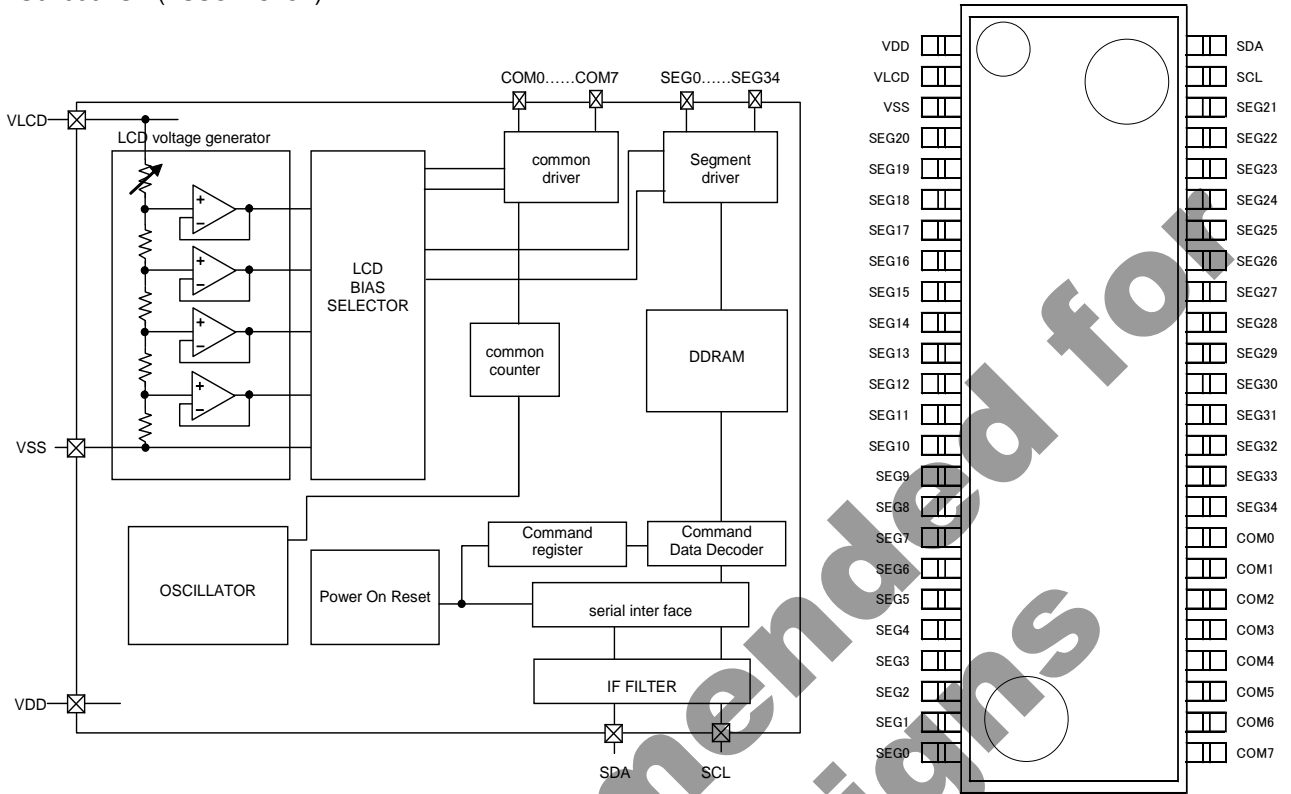 COM0......COM7
SEG0......SEG34
VLCD
LCD voltage generator
common
driver
Segment
driver
+
−
+
−
+
−
+
−
LCD
BIAS
SELECTOR
common
counter
DDRAM
VSS
OSCILLATOR
Power On Reset
Command
register
Command
Data Decoder
serial inter face
IF FILTER
VDD
SDA
SCL
VDD
VLCD
VSS
SEG20
SEG19
SEG18
SEG17
SEG16
SEG15
SEG14
SEG13
SEG12
SEG11
SEG10
SEG9
SEG8
SEG7
SEG6
SEG5
SEG4
SEG3
SEG2
SEG1
SEG0
SDA
SCL
SEG21
SEG22
SEG23
SEG24
SEG25
SEG26
SEG27
SEG28
SEG29
SEG30
SEG31
SEG32
SEG33
SEG34
COM0
COM1
COM2
COM3
COM4
COM5
COM6
COM7
mended for
signs